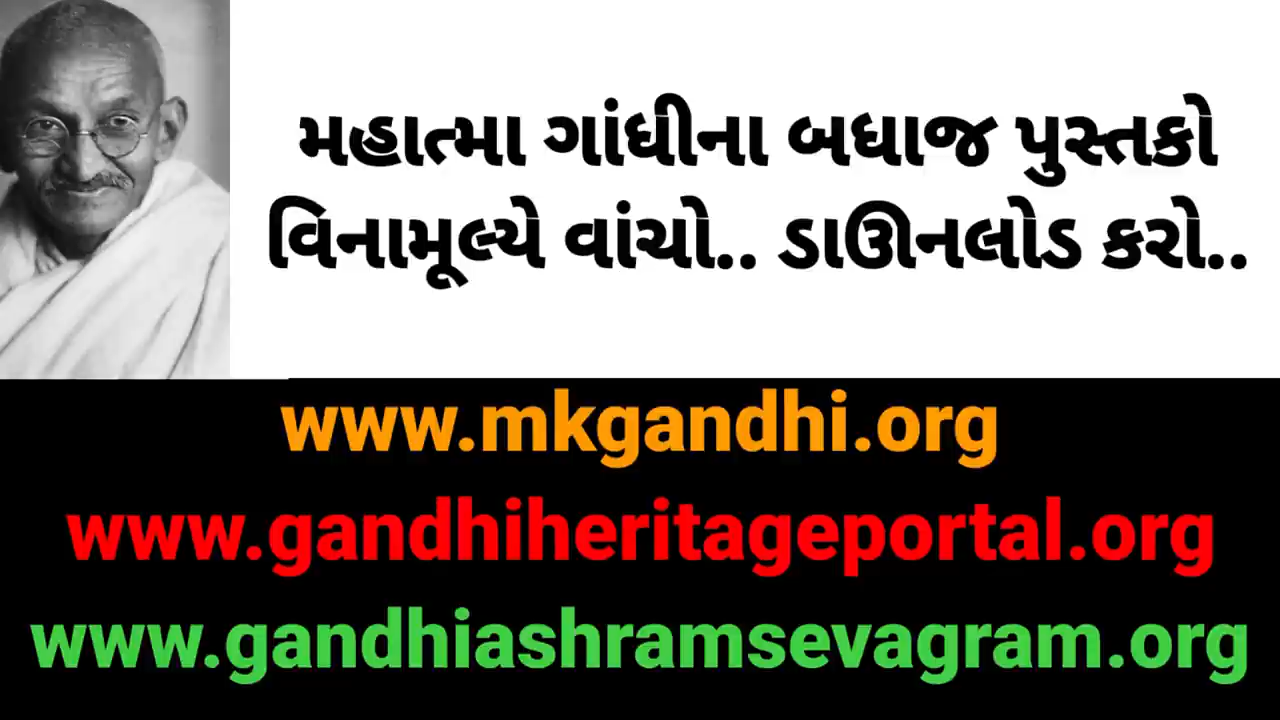 મહાત્મા ગાંધીના બધાજ પુસ્તકો
વિનામૂલ્યે વાંચો.. ડાઊનલોડ કરો..
www.mkgandhi.org
www.gandhiheritageportal.org
www.gandhiashramsevagram.org